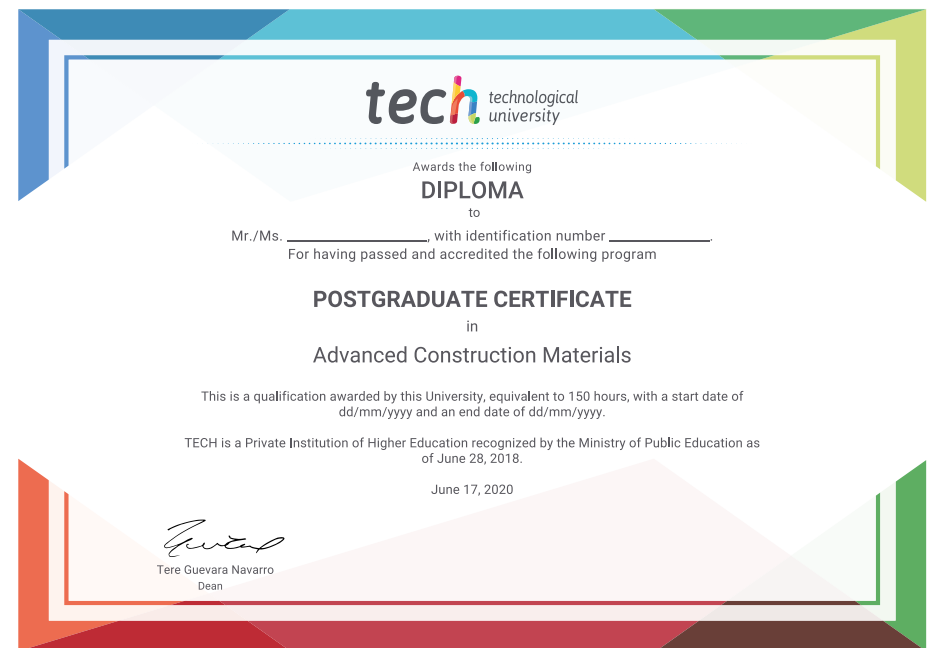 tech technological
university
Awards the following
DIPLOMA
to
Mr./Ms. ____________________, with identification number ______________.
For having passed and accredited the following program
POSTGRADUATE CERTIFICATE
in
Advanced Construction Materials
This is a qualification awarded by this University, equivalent to 150 hours, with a start date of
dd/mm/yyyy and an end date of dd/mm/yyyy.
TECH is a Private Institution of Higher Education recognized by the Ministry of Public Education as
of June 28, 2018.
June 17, 2020
Tere Guevara Navarro
Dean